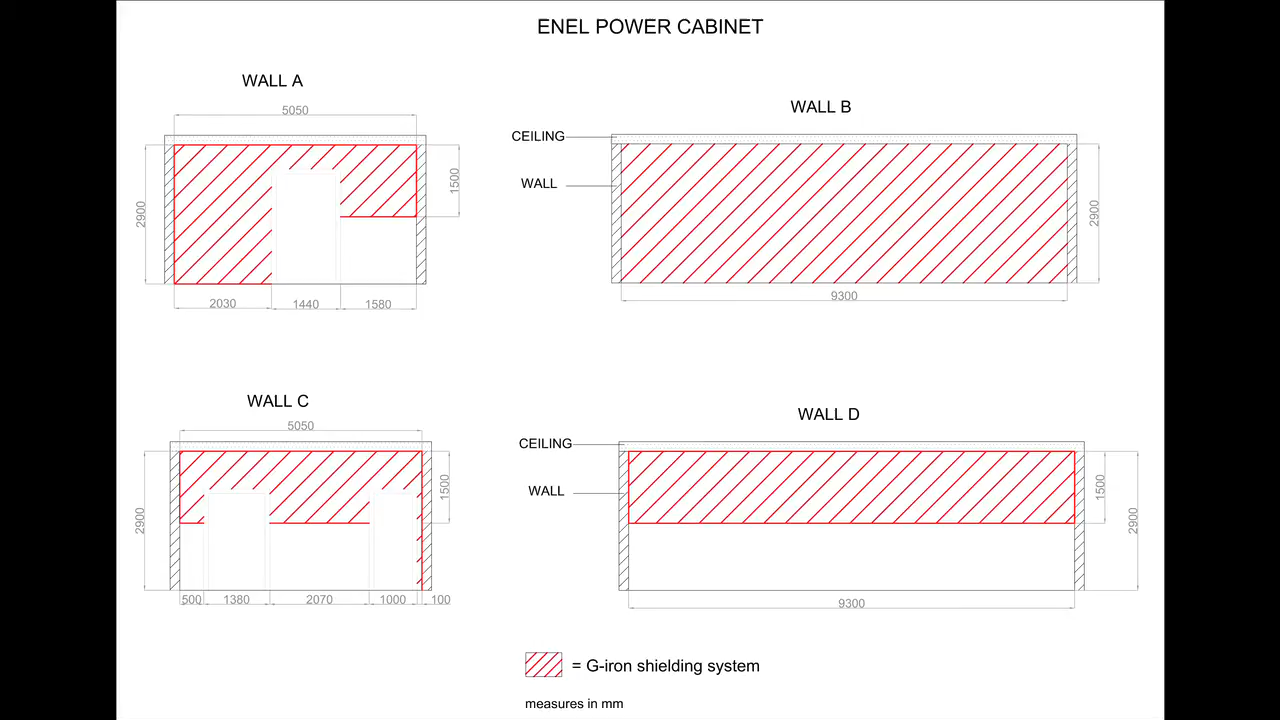 ENEL POWER CABINET
WALL A
5050
2900
1500
2030
1440
1580
WALL B
CEILING
WALL
2900
9300
WALL C
5050
2900
1500
500
1380
2070
1000
100
WALL D
CEILING
WALL
1500
2900
9300
= G-iron shielding system
measures in mm